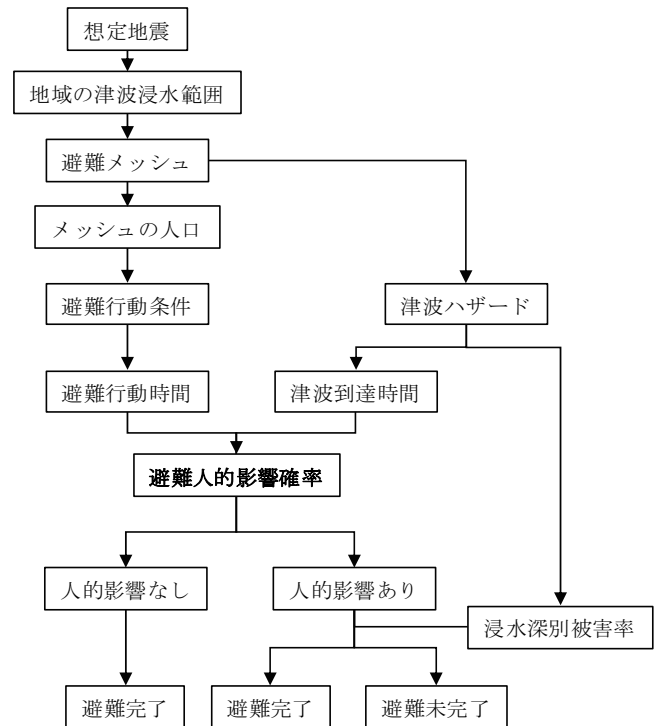 想定地震
地域の津波浸水範囲
避難メッシュ
メッシュの人口
避難行動条件
津波ハザード
避難行動時間
津波到達時間
避難人的影響確率
人的影響なし
人的影響あり
浸水深別被害率
避難完了
避難完了
避難未完了